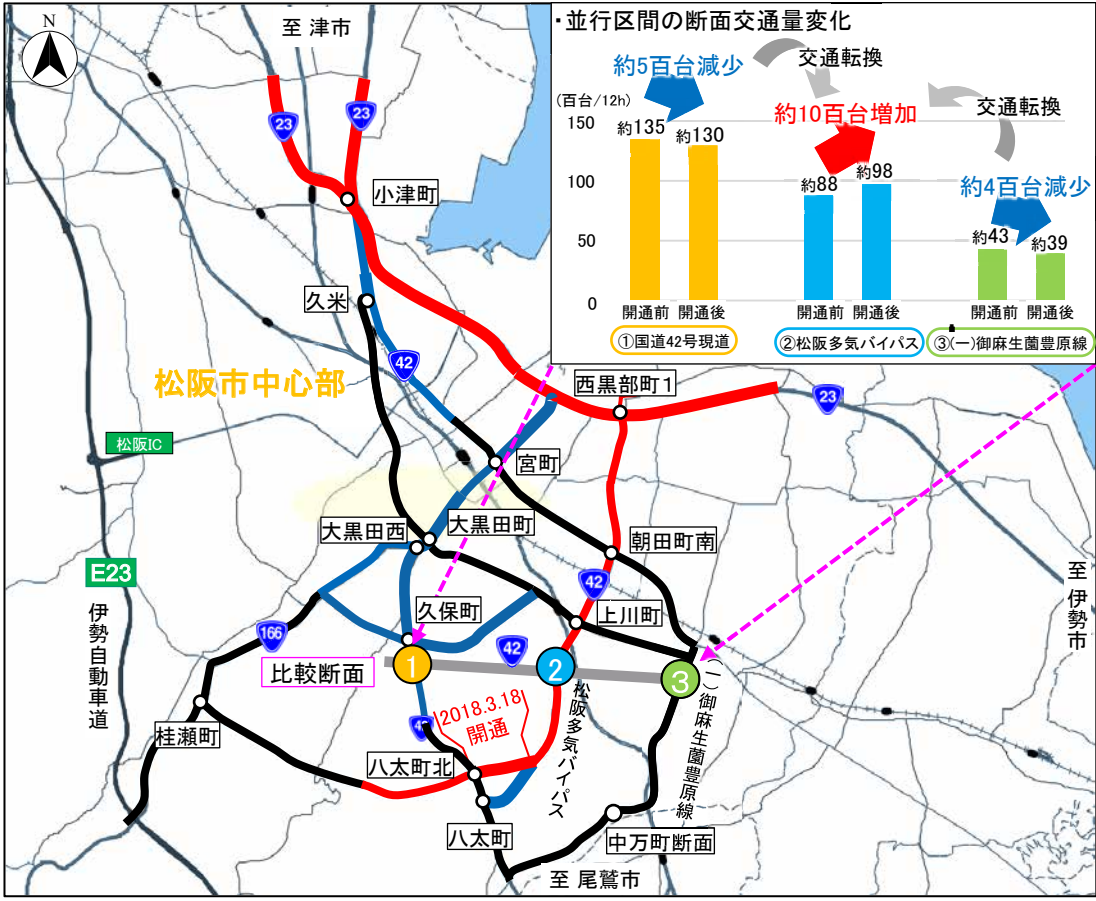 N
至 津市
23
23
小津町
久米
42
松阪市中心部
西黒部町1
23
松阪IC
宮町
大黒田西
大黒田町
朝田町南
E23
伊勢自動車道
42
至 伊勢市
久保町
上川町
166
42
比較断面
1
2
3
(一)御麻生薗豊原線
松阪多気バイパス
2018.3.18
開通
桂瀬町
八太町北
八太町
中万町断面
至 尾鷲市
・並行区間の断面交通量変化
約5百台減少
交通転換
(百台/12h)
約10百台増加
交通転換
150
約135
約130
100
約88
約98
約4百台減少
50
約43
約39
0
開通前
開通後
開通前
開通後
開通前
開通後
①国道42号現道
②松阪多気バイパス
③(一)御麻生薗豊原線